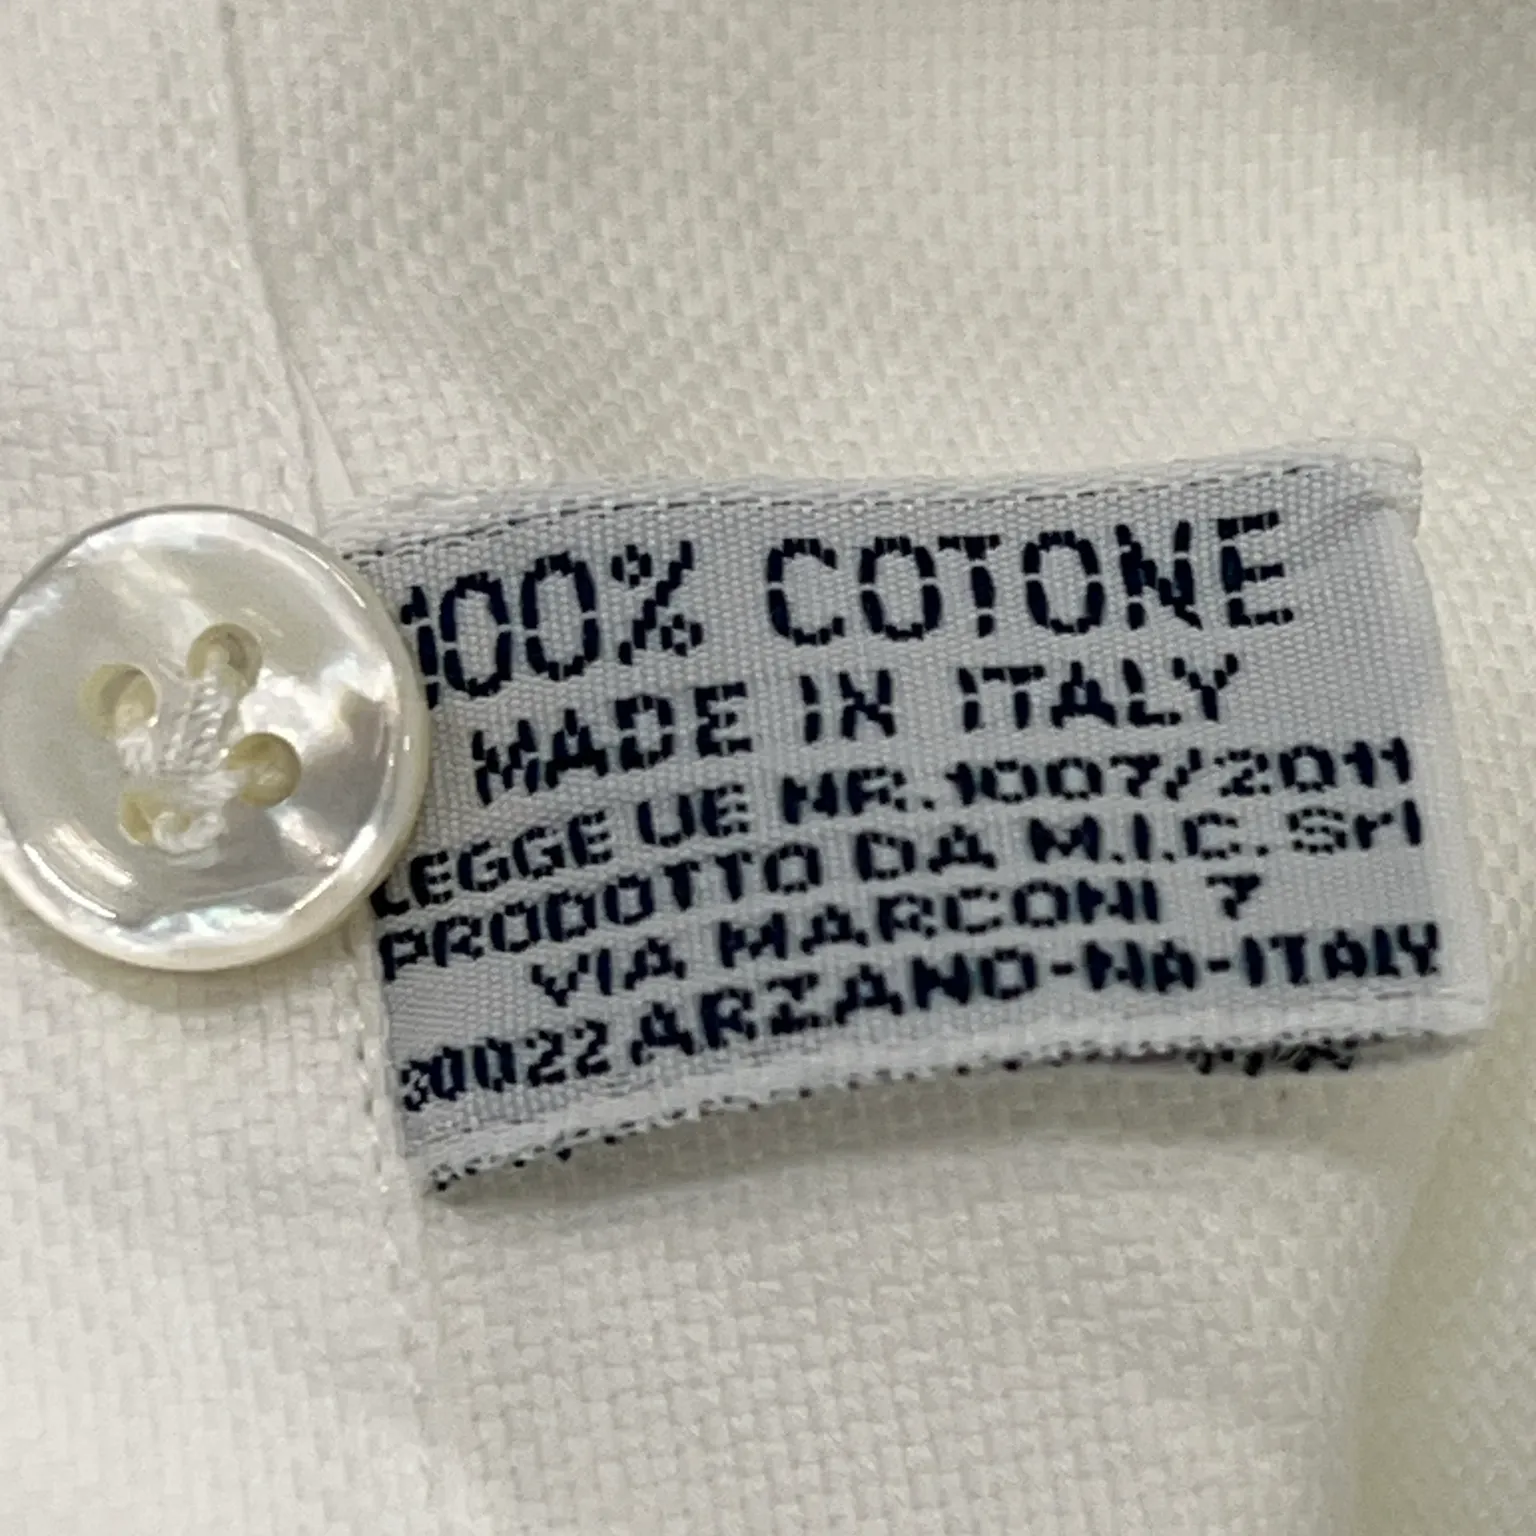 100% COTONE
MADE IN ITALY
LEGGE UE NR.1007/2011
PRODOTTO DA M.I.C. Srl
VIA MARCONI 7
80022 ARZANO-NA-ITALY